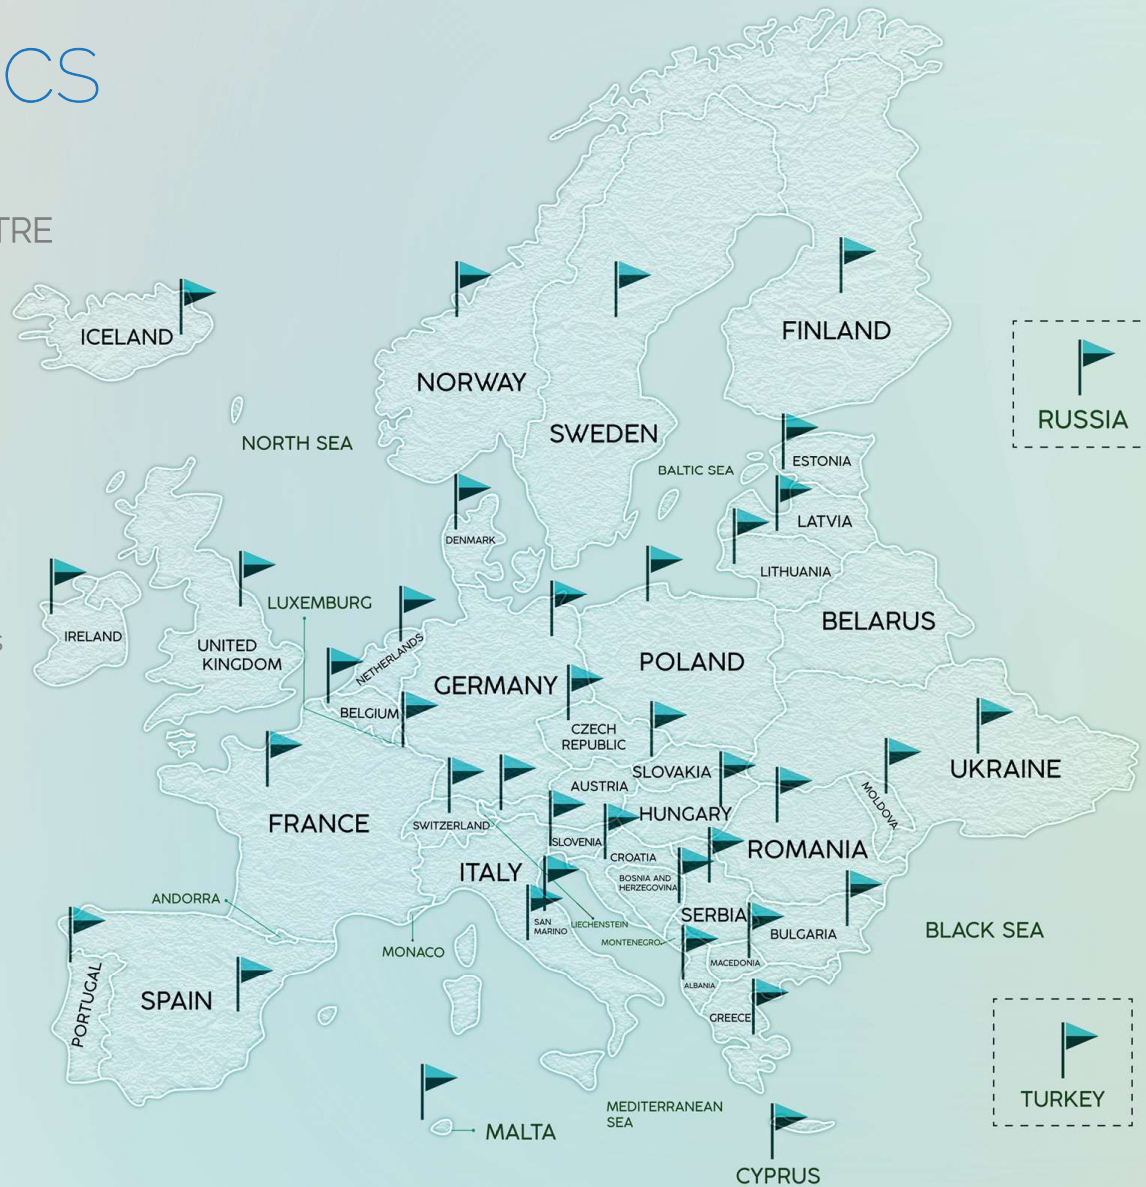 CS
TRE
ICELAND
NORWAY
FINLAND
RUSSIA
NORTH SEA
SWEDEN
BALTIC SEA
ESTONIA
LATVIA
DENMARK
LITHUANIA
LUXEMBURG
BELARUS
IRELAND
UNITED
KINGDOM
S
NETHERLANDS
GERMANY
POLAND
BELGIUM
CZECH
REPUBLIC
UKRAINE
SLOVAKIA
AUSTRIA
MOLDOVA
HUNGARY
FRANCE
SWITZERLAND
SLOVENIA
ROMANIA
CROATIA
ITALY
BOSNIA AND
HERZEGOVINA
ANDORRA
SAN
MARINO
LIECHTENSTEIN
SERBIA
BULGARIA
BLACK SEA
MONTENEGRO
MONACO
MACEDONIA
ALBANIA
PORTUGAL
SPAIN
GREECE
TURKEY
MEDITERRANEAN
SEA
MALTA
CYPRUS